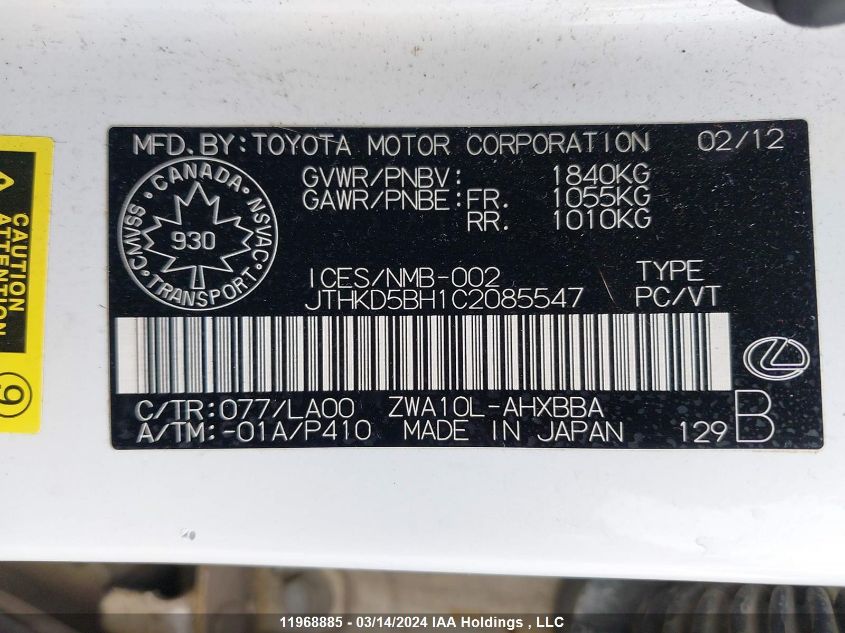 MFD.BY:TOYOTA MOTOR CORPORATION 02/12
GVWR/PNBV: 1840KG
GAWR/PNBE:FR. 1055KG
RR. 1010KG
CANADA
CMVSS NSVAC
930
TRANSPORT
ICES/NMB-002 TYPE
JTHKD5BH1C2085547 PC/VT
C/TR:077/LA00 ZWA10L-AHXBBA
A/TM:-01A/P410 MADE IN JAPAN 129 B
CAUTION
ATTENTION
9
11968885 - 03/14/2024 IAA Holdings , LLC